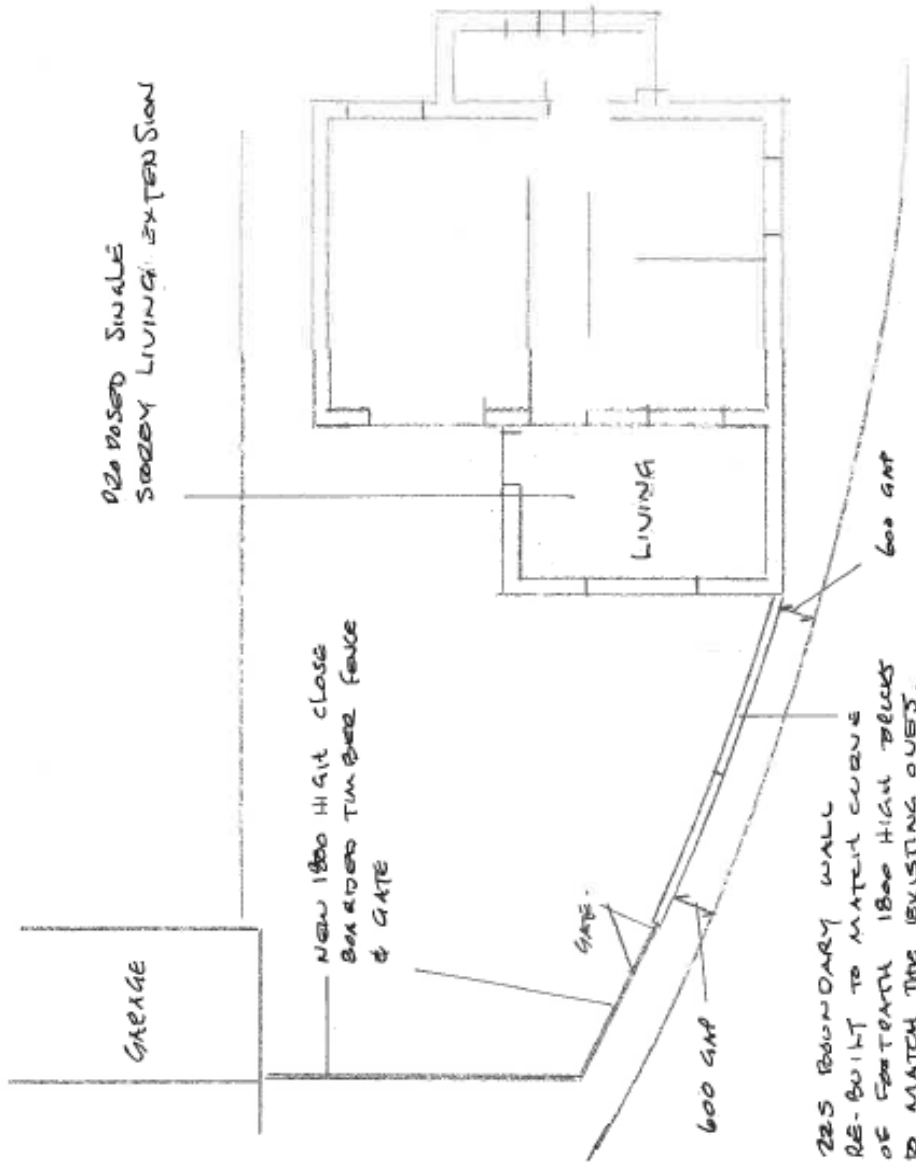 PROPOSED SINGLE
STOREY LIVING EXTENSION
GARAGE
NEW 1800 HIGH CLOSE
BOARDED TIMBER FENCE
& GATE
LIVING
GATE.
600 GAP
600 GAP
225 BOUNDARY WALL
RE-BUILT TO MATCH CURVE
OF FOOTPATH 1800 HIGH BRICKS
TO MATCH THE EXISTING ONES.